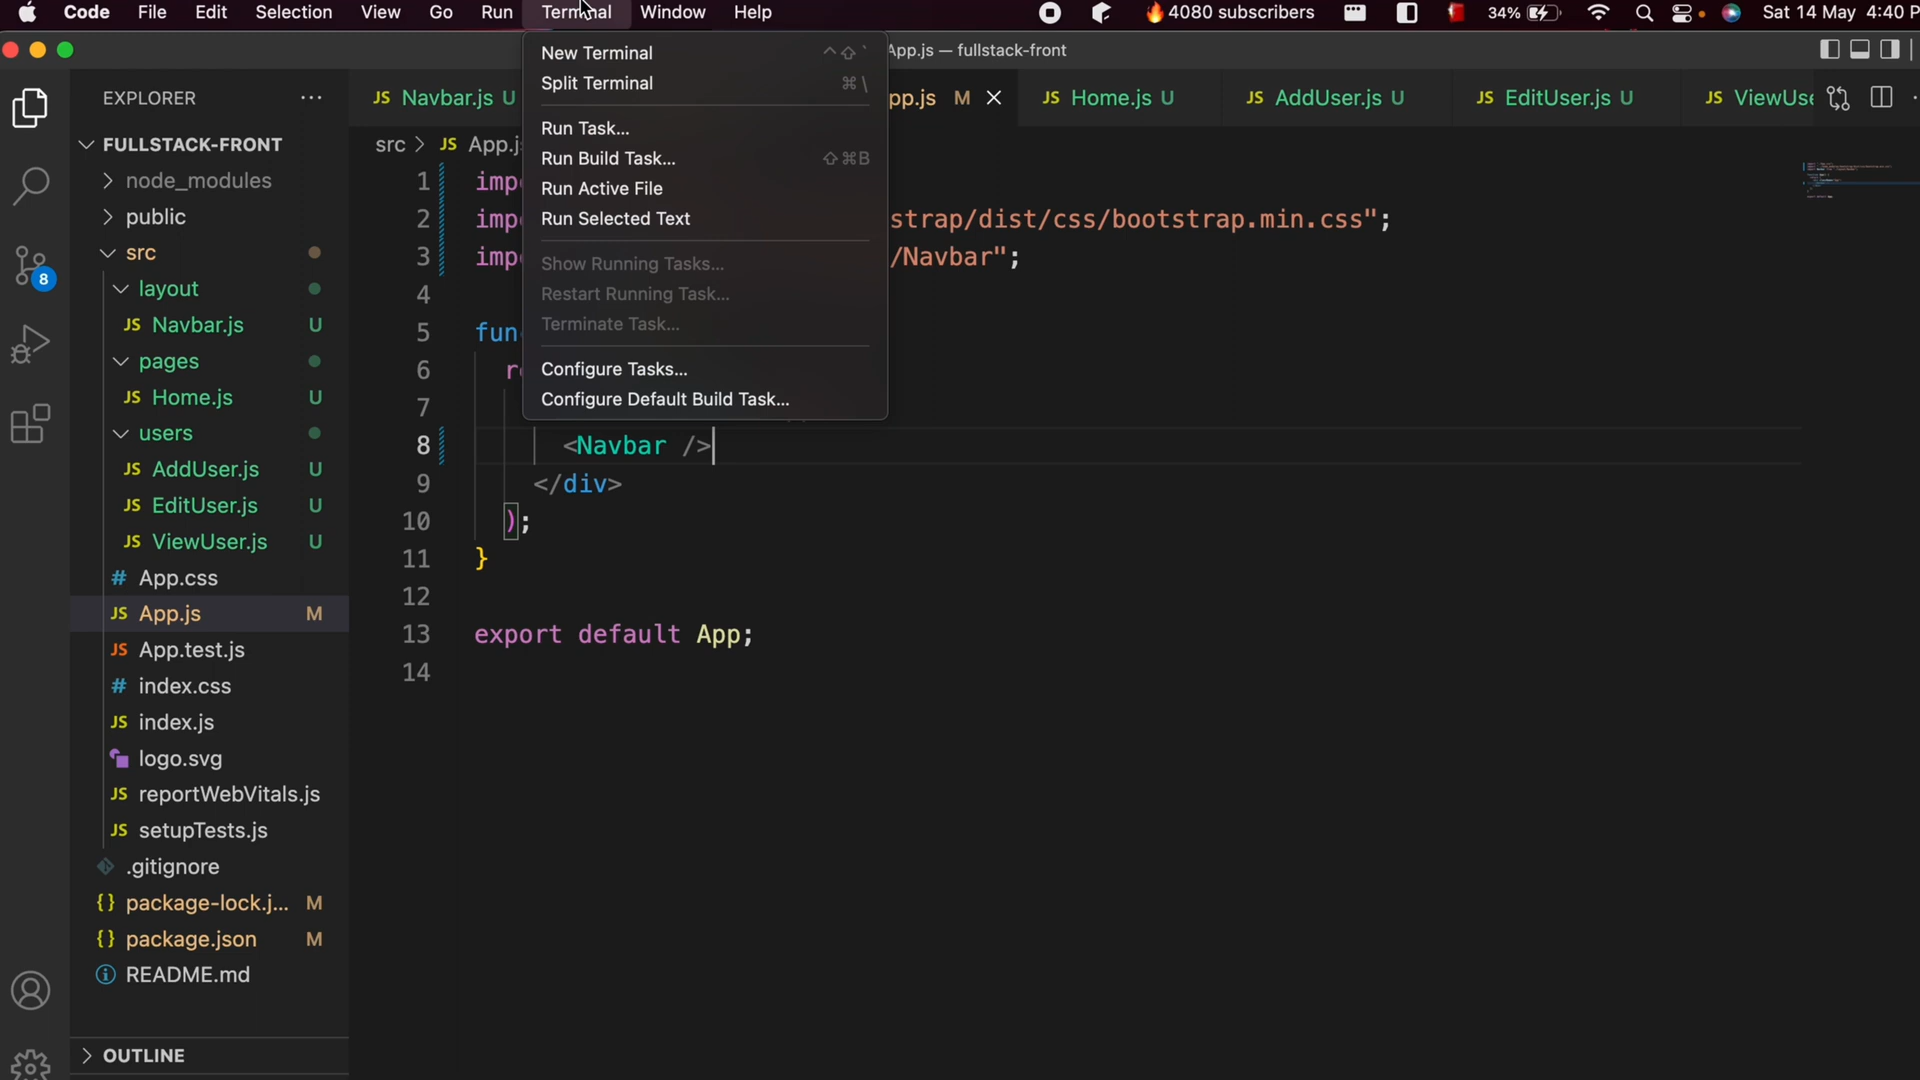 Code File Edit Selection View Go Run Terminal Window Help 4080 subscribers 34% Sat 14 May 4:40 P
App.js — fullstack-front
EXPLORER
FULLSTACK-FRONT
node_modules
public
src
layout
JS Navbar.js U
pages
JS Home.js U
users
JS AddUser.js U
JS EditUser.js U
JS ViewUser.js U
# App.css
JS App.js M
JS App.test.js
# index.css
JS index.js
logo.svg
JS reportWebVitals.js
JS setupTests.js
.gitignore
{} package-lock.j... M
{} package.json M
README.md
OUTLINE
8
JS Navbar.js U
pp.js M
JS Home.js U
JS AddUser.js U
JS EditUser.js U
JS ViewUse
src > JS App.j
New Terminal ^⇧`
Split Terminal ⌘\
Run Task...
Run Build Task... ⇧⌘B
Run Active File
Run Selected Text
Show Running Tasks...
Restart Running Task...
Terminate Task...
Configure Tasks...
Configure Default Build Task...
1 imp
2 imp strap/dist/css/bootstrap.min.css";
3 imp /Navbar";
4
5 fun
6 re
7
8 <Navbar />
9 </div>
10 );
11 }
12
13 export default App;
14